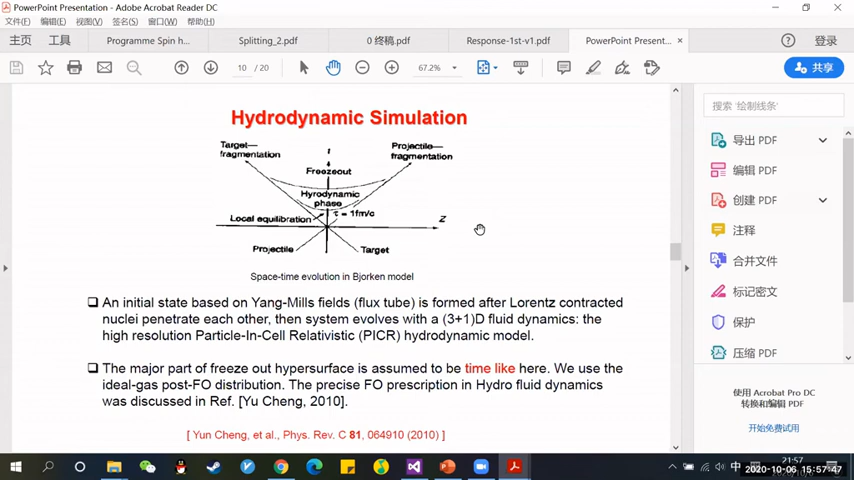 PowerPoint Presentation - Adobe Acrobat Reader DC
文件(F) 编辑(E) 视图(V) 签名(S) 窗口(W) 帮助(H)
主页 工具 Programme Spin h... Splitting_2.pdf 0 终稿.pdf Response-1st-v1.pdf PowerPoint Present... × 登录
10 / 20 67.2% 共享
Hydrodynamic Simulation
Target—
fragmentation
t
Projectile—
fragmentation
Freezeout
Hyrodynamic
phase
Local equilibration
τ = 1fm/c
Z
Projectile
Target
Space-time evolution in Bjorken model
An initial state based on Yang-Mills fields (flux tube) is formed after Lorentz contracted
nuclei penetrate each other, then system evolves with a (3+1)D fluid dynamics: the
high resolution Particle-In-Cell Relativistic (PICR) hydrodynamic model.
The major part of freeze out hypersurface is assumed to be time like here. We use the
ideal-gas post-FO distribution. The precise FO prescription in Hydro fluid dynamics
was discussed in Ref. [Yu Cheng, 2010].
[ Yun Cheng, et al., Phys. Rev. C 81, 064910 (2010) ]
搜索 '绘制线条'
导出 PDF
编辑 PDF
创建 PDF
注释
合并文件
标记密文
保护
压缩 PDF
使用 Acrobat Pro DC
转换和编辑 PDF
开始免费试用
中
21:57
2020-10-06 15:57:47